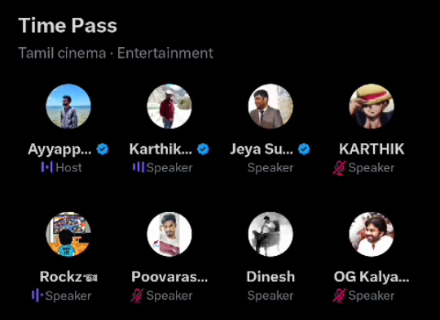 Time Pass
Tamil cinema · Entertainment
Ayyapp... Karthik... Jeya Su... KARTHIK
Host Speaker Speaker Speaker
Rockz🔫 Poovaras... Dinesh OG Kalya...
Speaker Speaker Speaker Speaker